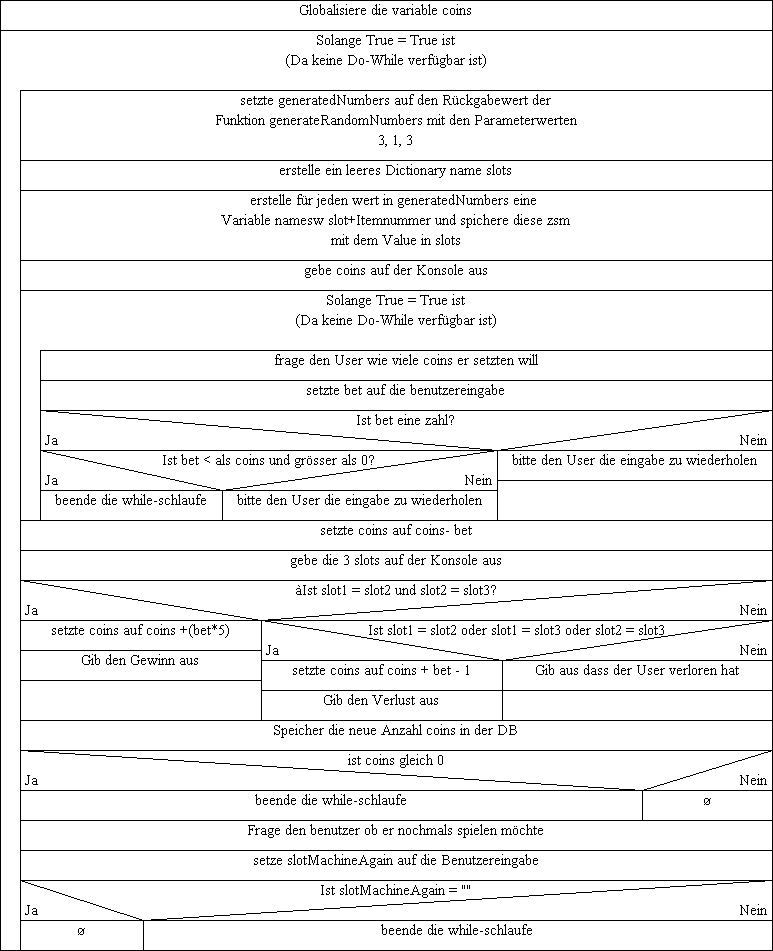 Globalisiere die variable coins
Solange True = True ist
(Da keine Do-While verfügbar ist)
setzte generatedNumbers auf den Rückgabewert der
Funktion generateRandomNumbers mit den Parameterwerten
3, 1, 3
erstelle ein leeres Dictionary name slots
erstelle für jeden wert in generatedNumbers eine
Variable namesw slot+Itemnummer und spichere diese zsm
mit dem Value in slots
gebe coins auf der Konsole aus
Solange True = True ist
(Da keine Do-While verfügbar ist)
frage den User wie viele coins er setzten will
setzte bet auf die benutzereingabe
Ist bet eine zahl?
Ja Nein
Ist bet < als coins und grösser als 0?
Ja Nein
bitte den User die eingabe zu wiederholen
beende die while-schlaufe
bitte den User die eingabe zu wiederholen
setzte coins auf coins- bet
gebe die 3 slots auf der Konsole aus
àIst slot1 = slot2 und slot2 = slot3?
Ja Nein
setzte coins auf coins +(bet*5)
Gib den Gewinn aus
Ist slot1 = slot2 oder slot1 = slot3 oder slot2 = slot3
Ja Nein
setzte coins auf coins + bet - 1
Gib den Verlust aus
Gib aus dass der User verloren hat
Speicher die neue Anzahl coins in der DB
ist coins gleich 0
Ja Nein
beende die while-schlaufe
ø
Frage den benutzer ob er nochmals spielen möchte
setze slotMachineAgain auf die Benutzereingabe
Ist slotMachineAgain = ""
Ja Nein
ø
beende die while-schlaufe